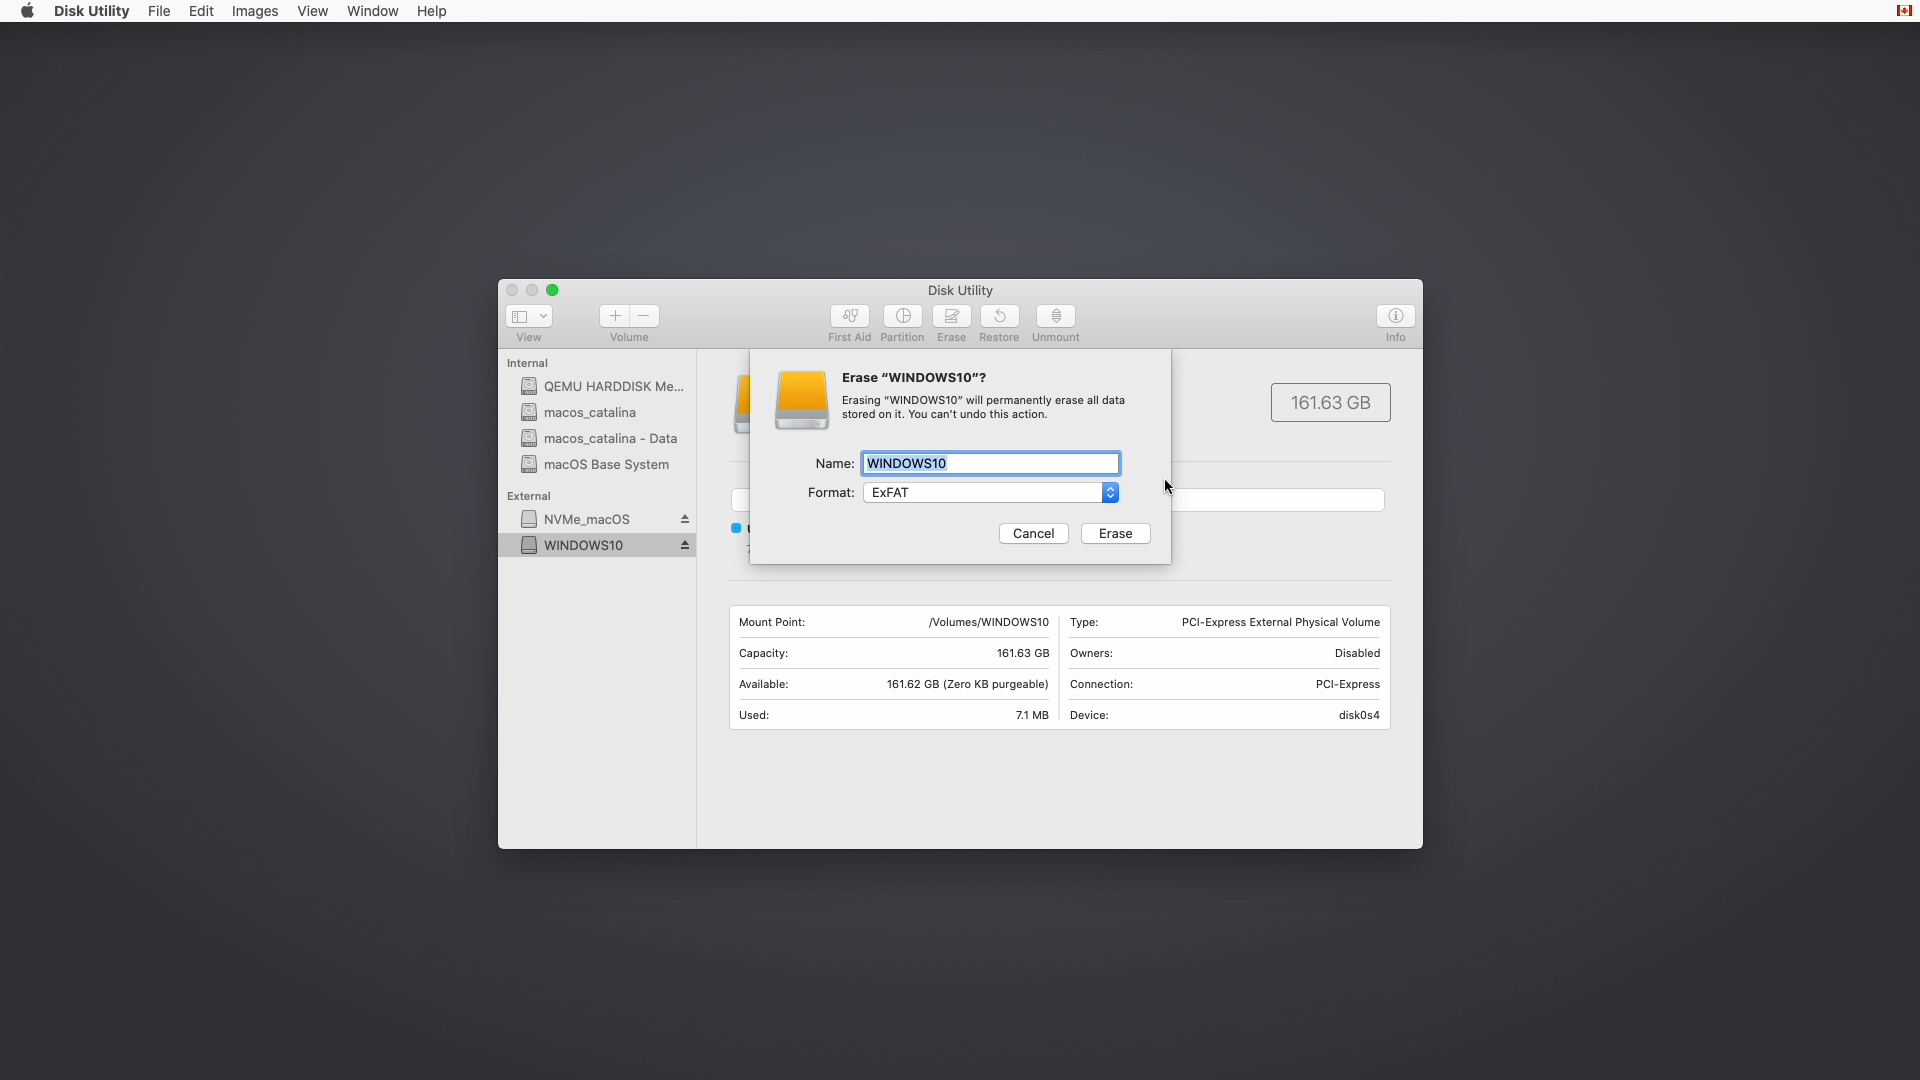 Disk Utility File Edit Images View Window Help
Disk Utility
View Volume First Aid Partition Erase Restore Unmount Info
Internal
QEMU HARDDISK Me...
macos_catalina
macos_catalina - Data
macOS Base System
External
NVMe_macOS
WINDOWS10
Erase “WINDOWS10”?
Erasing “WINDOWS10” will permanently erase all data
stored on it. You can’t undo this action.
Name: WINDOWS10
Format: ExFAT
Cancel Erase
161.63 GB
Mount Point: /Volumes/WINDOWS10
Capacity: 161.63 GB
Available: 161.62 GB (Zero KB purgeable)
Used: 7.1 MB
Type: PCI-Express External Physical Volume
Owners: Disabled
Connection: PCI-Express
Device: disk0s4